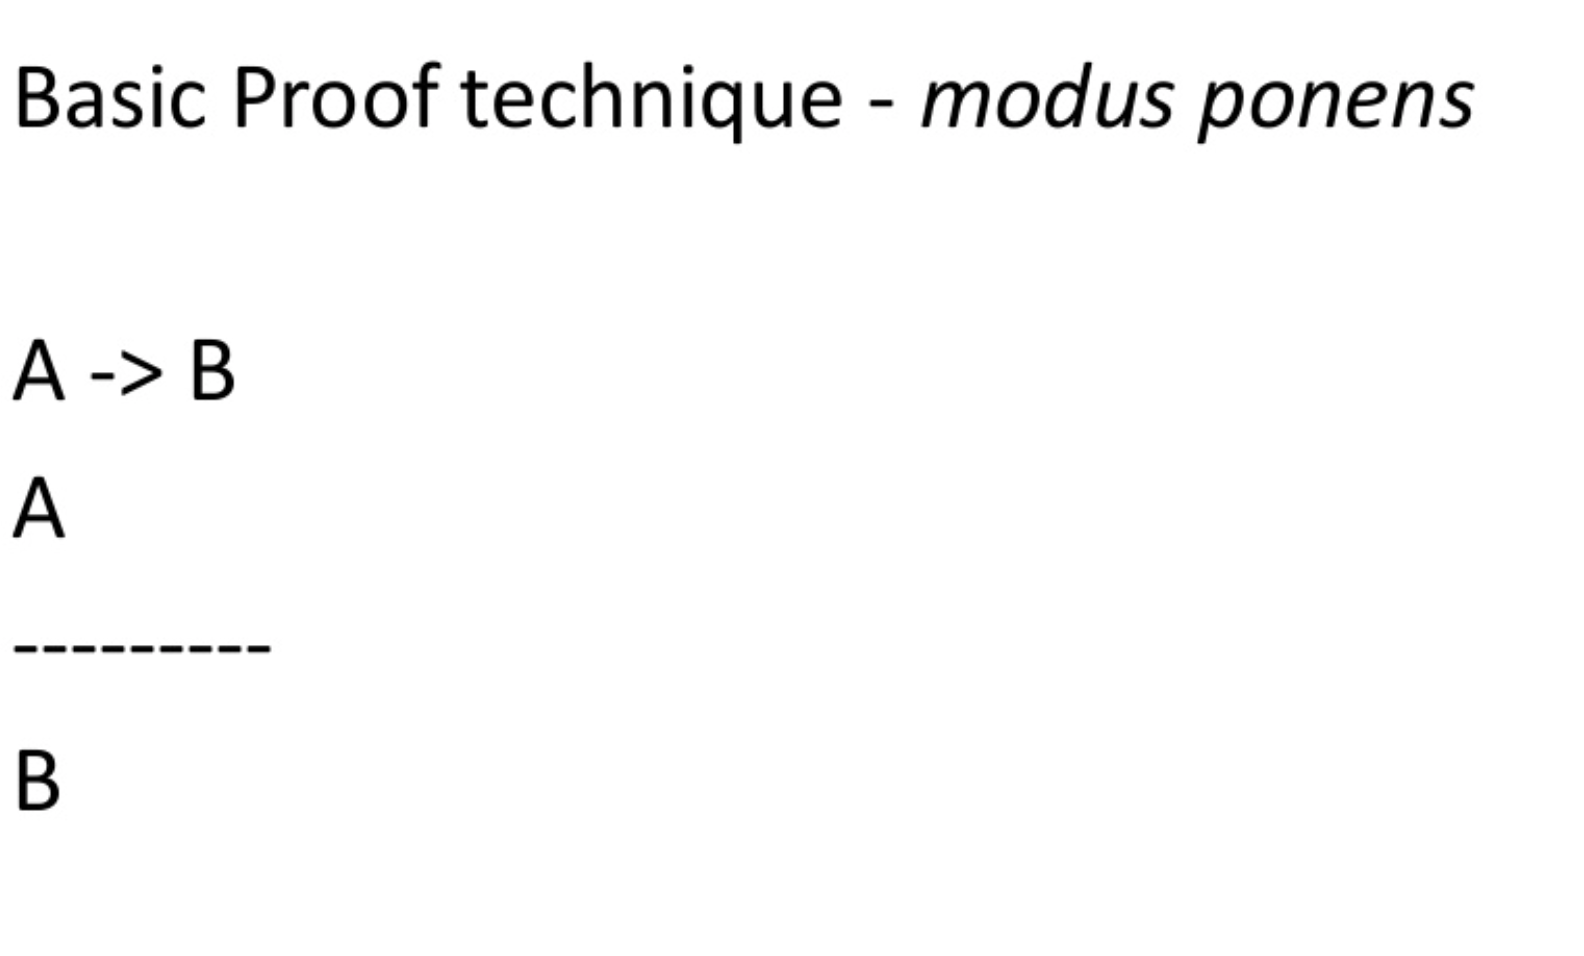 Basic Proof technique - modus ponens
A -> B
A
---------
B